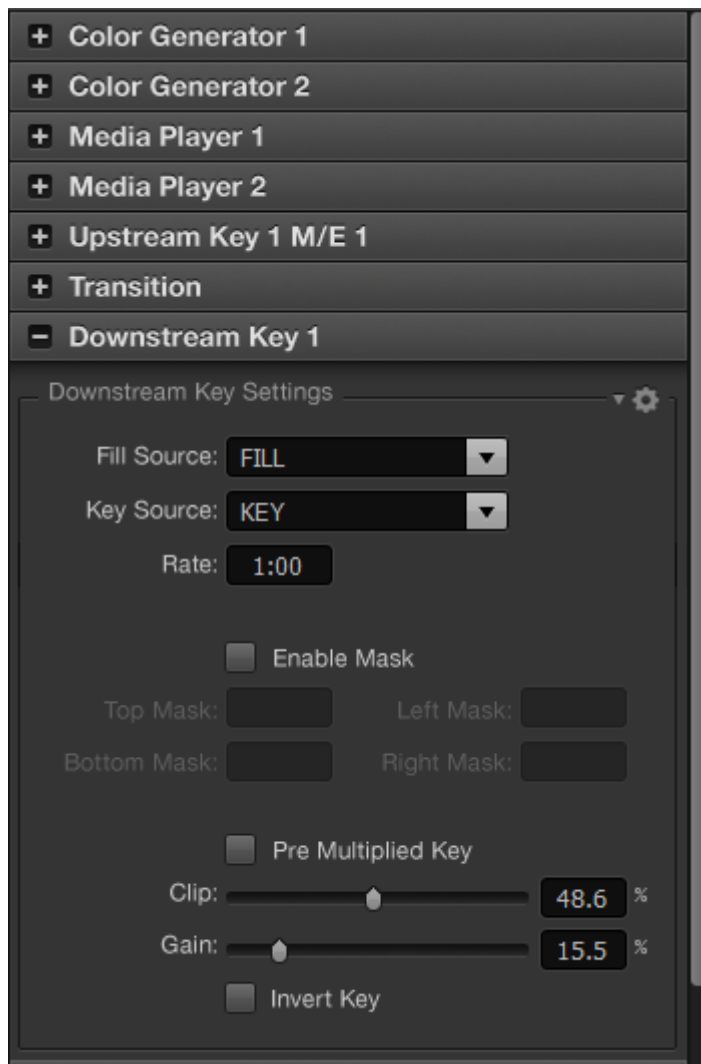 Color Generator 1
Color Generator 2
Media Player 1
Media Player 2
Upstream Key 1 M/E 1
Transition
Downstream Key 1
Downstream Key Settings
Fill Source: FILL
Key Source: KEY
Rate: 1:00
Enable Mask
Top Mask: Left Mask:
Bottom Mask: Right Mask:
Pre Multiplied Key
Clip: 48.6 %
Gain: 15.5 %
Invert Key